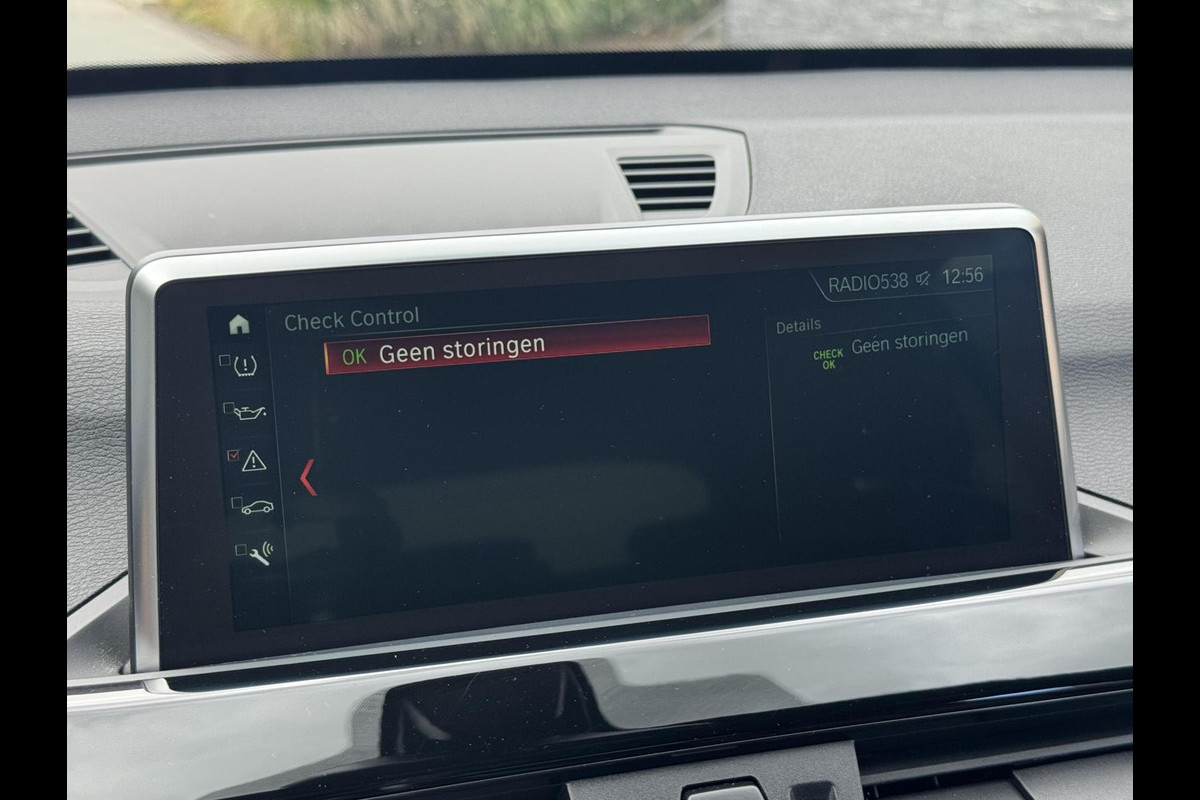 RADIO538 12:56
Check Control
OK Geen storingen
Details
CHECK
OK
Geen storingen